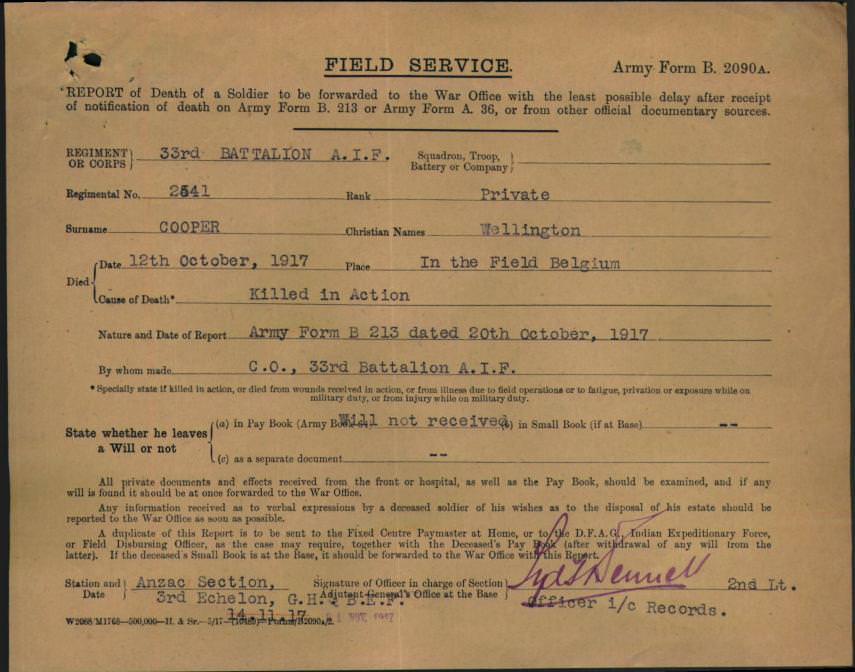 FIELD SERVICE.
Army Form B. 2090A.
REPORT of Death of a Soldier to be forwarded to the War Office with the least possible delay after receipt
of notification of death on Army Form B. 213 or Army Form A. 36, or from other official documentary sources.
REGIMENT OR CORPS } 33rd BATTALION A.I.F. Squadron, Troop, Battery or Company }
Regimental No. 2541 Rank Private
Surname COOPER Christian Names Wellington
Died { Date 12th October, 1917 Place In the Field Belgium
Cause of Death* Killed in Action
Nature and Date of Report Army Form B 213 dated 20th October, 1917
By whom made C.O., 33rd Battalion A.I.F.
* Specially state if killed in action, or died from wounds received in action, or from illness due to field operations or to fatigue, privation or exposure while on
military duty, or from injury while on military duty.
State whether he leaves a Will or not { (a) in Pay Book (Army Book Will not received (b) in Small Book (if at Base) --
(c) as a separate document --
All private documents and effects received from the front or hospital, as well as the Pay Book, should be examined, and if any
will is found it should be at once forwarded to the War Office.
Any information received as to verbal expressions by a deceased soldier of his wishes as to the disposal of his estate should be
reported to the War Office as soon as possible.
A duplicate of this Report is to be sent to the Fixed Centre Paymaster at Home, or to the D.F.A.G., Indian Expeditionary Force,
or Field Disbursing Officer, as the case may require, together with the Deceased's Pay Book (after withdrawal of any will from the
latter). If the deceased's Small Book is at the Base, it should be forwarded to the War Office with this Report.
Station and Date } Anzac Section, Signature of Officer in charge of Section 2nd Lt.
3rd Echelon, G.H.Q B.E.F. Adjutant General's Office at the Base } Officer i/c Records.
14.11.17
W2088/M1768—500,000—H. & Sr.—5/17— Forms/B2090A/2.